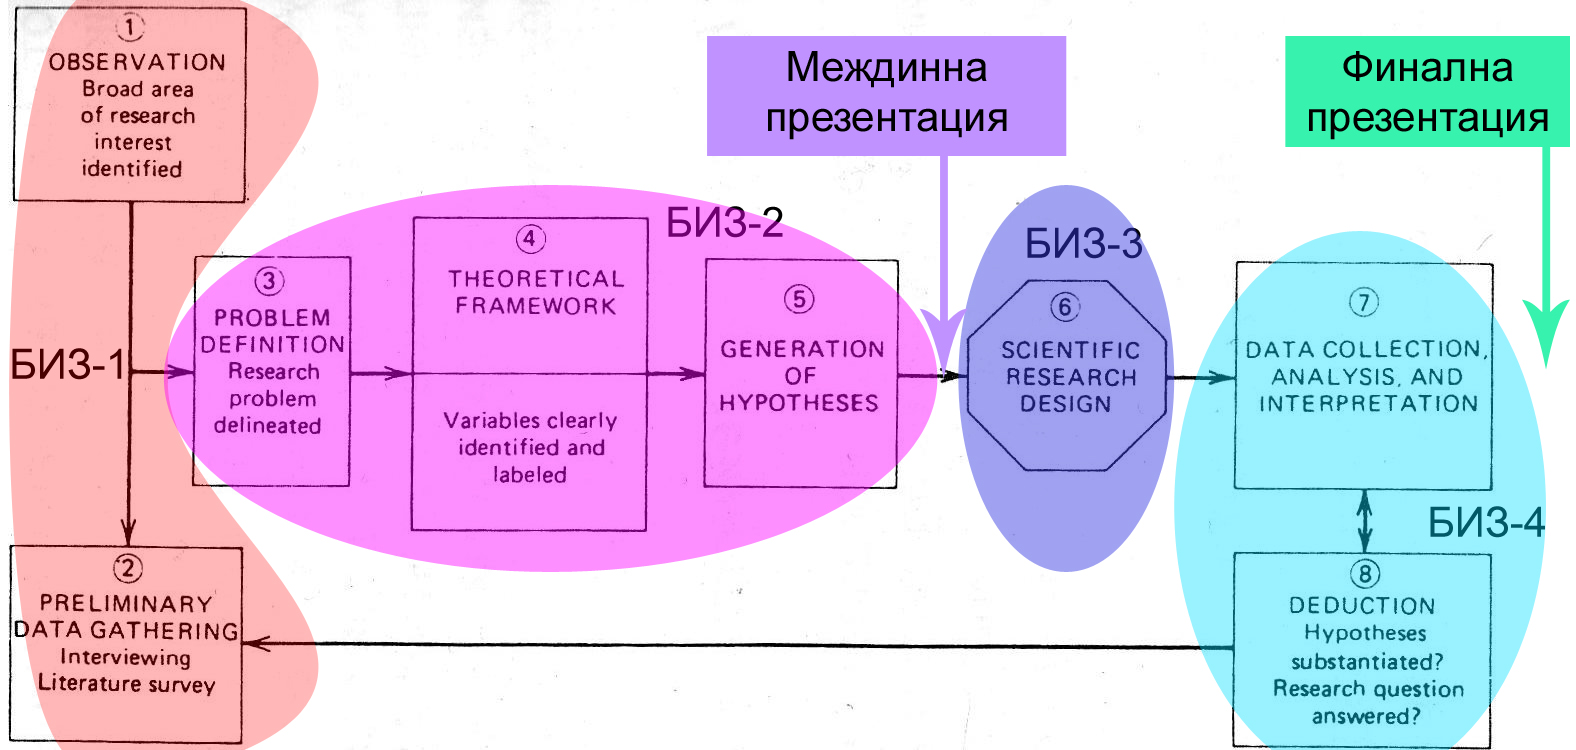 1
OBSERVATION
Broad area
of research
interest
identified
БИЗ-1
2
PRELIMINARY
DATA GATHERING
Interviewing
Literature survey
3
PROBLEM
DEFINITION
Research
problem
delineated
4
THEORETICAL
FRAMEWORK
Variables clearly
identified and
labeled
БИЗ-2
5
GENERATION
OF
HYPOTHESES
Междинна
презентация
БИЗ-3
6
SCIENTIFIC
RESEARCH
DESIGN
Финална
презентация
7
DATA COLLECTION,
ANALYSIS, AND
INTERPRETATION
БИЗ-4
8
DEDUCTION
Hypotheses
substantiated?
Research question
answered?